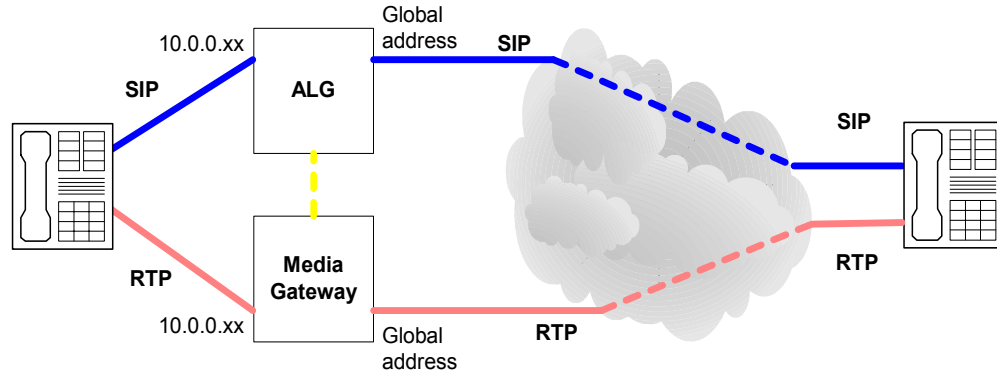 Global
address
10.0.0.xx
SIP
SIP
ALG
SIP
Media
Gateway
RTP
RTP
RTP
10.0.0.xx
Global
address